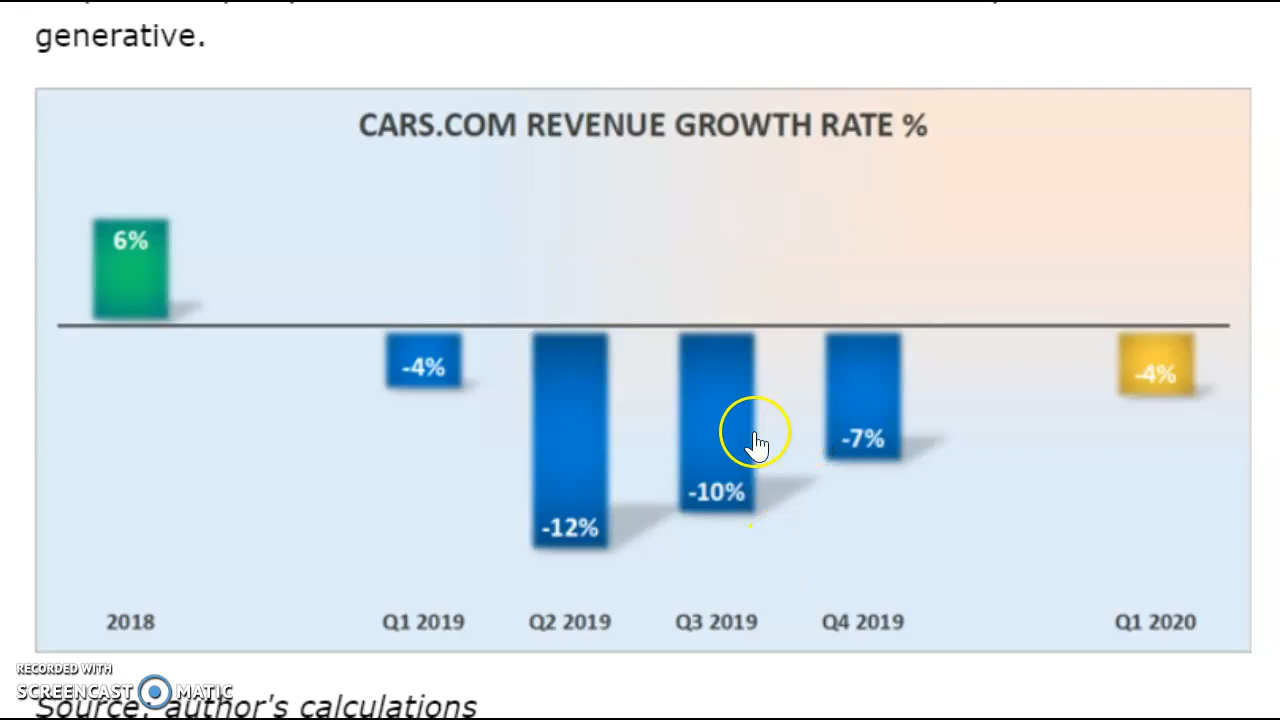 generative.
CARS.COM REVENUE GROWTH RATE %
6%
-4%
-12%
-10%
-7%
-4%
2018 Q1 2019 Q2 2019 Q3 2019 Q4 2019 Q1 2020
RECORDED WITH
SCREENCAST MATIC
Source: author's calculations